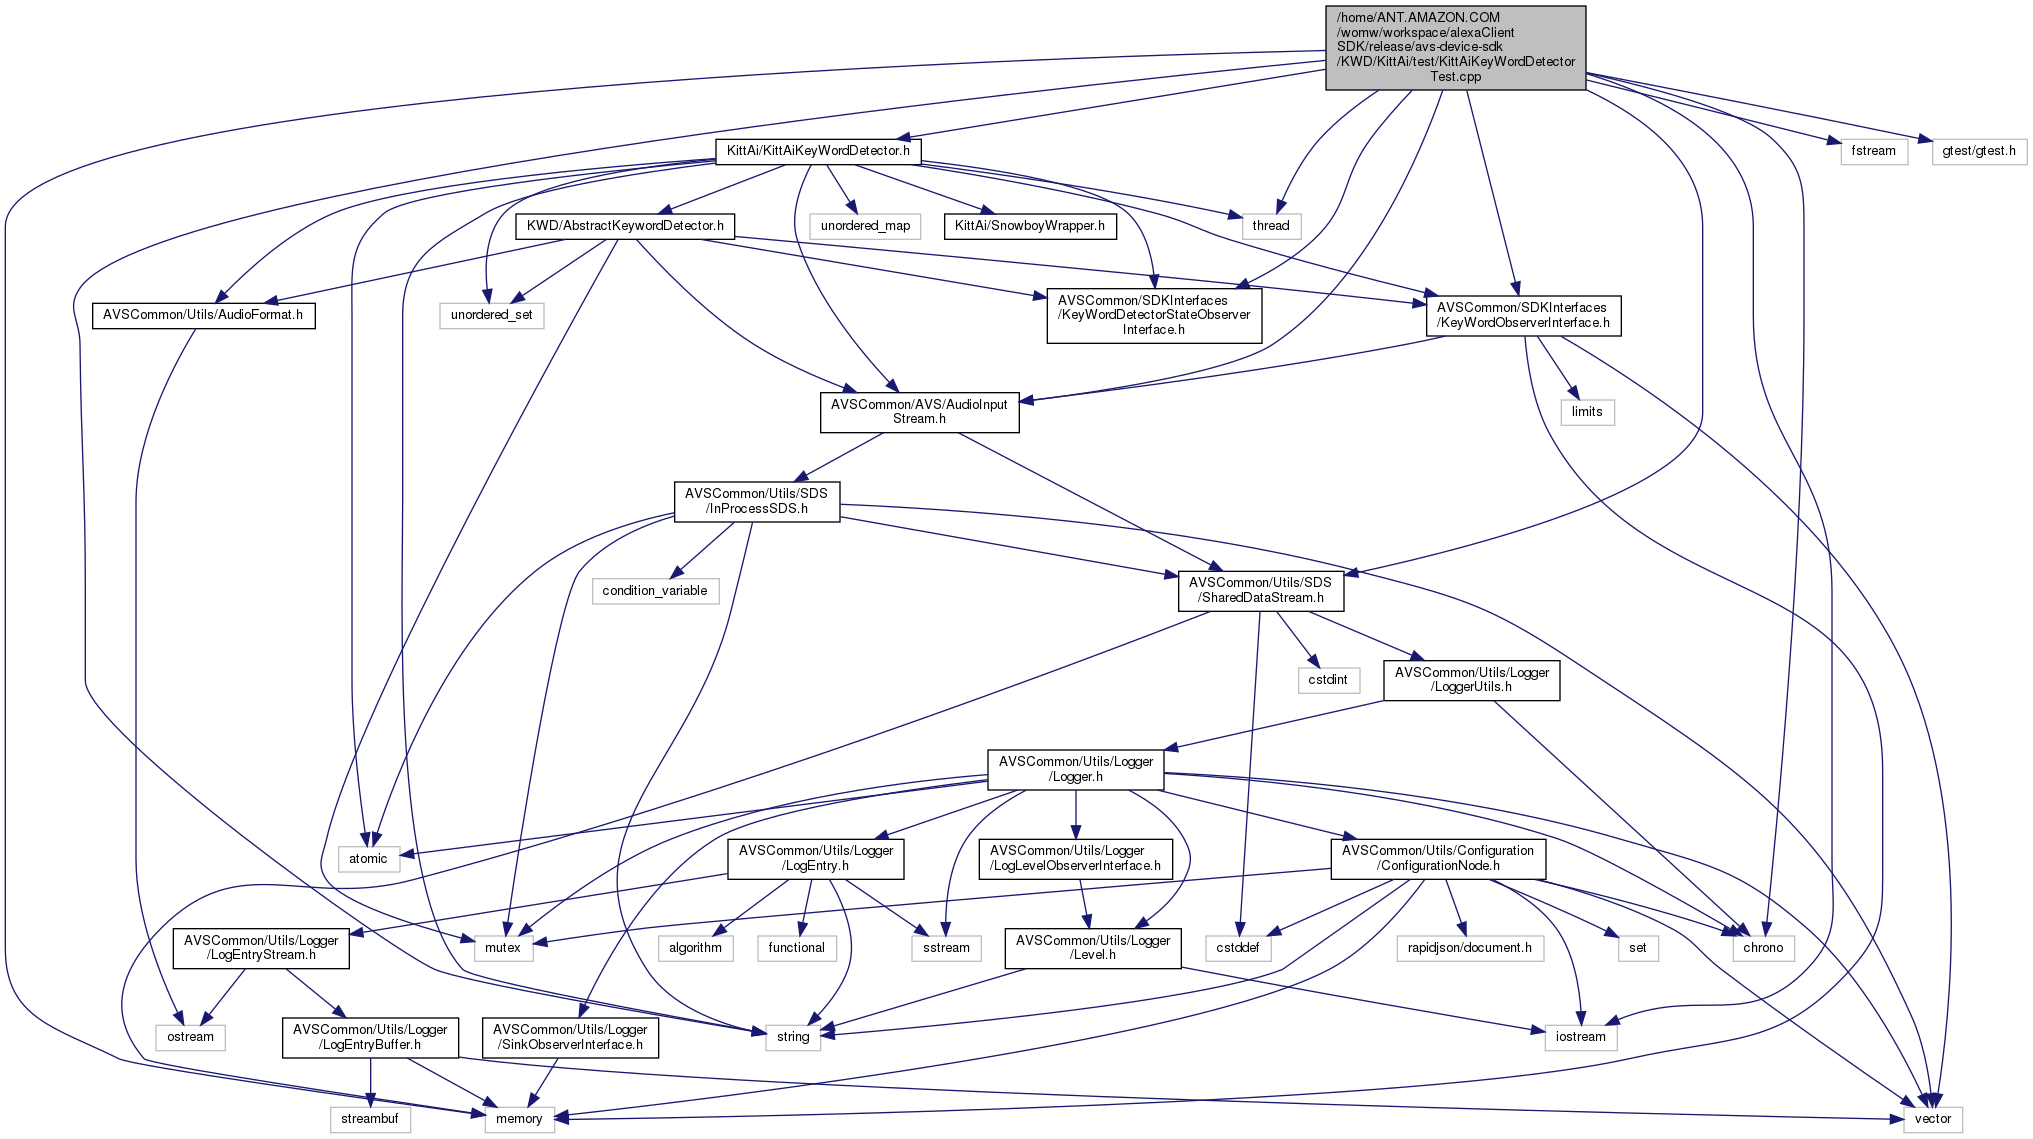 /home/ANT.AMAZON.COM
/womw/workspace/alexaClient
SDK/release/avs-device-sdk
/KWD/KittAi/test/KittAiKeyWordDetector
Test.cpp
KittAi/KittAiKeyWordDetector.h
fstream
gtest/gtest.h
KWD/AbstractKeywordDetector.h
unordered_map
KittAi/SnowboyWrapper.h
thread
AVSCommon/Utils/AudioFormat.h
unordered_set
AVSCommon/SDKInterfaces
/KeyWordDetectorStateObserver
Interface.h
AVSCommon/SDKInterfaces
/KeyWordObserverInterface.h
AVSCommon/AVS/AudioInput
Stream.h
limits
AVSCommon/Utils/SDS
/InProcessSDS.h
condition_variable
AVSCommon/Utils/SDS
/SharedDataStream.h
cstdint
AVSCommon/Utils/Logger
/LoggerUtils.h
AVSCommon/Utils/Logger
/Logger.h
atomic
AVSCommon/Utils/Logger
/LogEntry.h
AVSCommon/Utils/Logger
/LogLevelObserverInterface.h
AVSCommon/Utils/Configuration
/ConfigurationNode.h
AVSCommon/Utils/Logger
/LogEntryStream.h
mutex
algorithm
functional
sstream
AVSCommon/Utils/Logger
/Level.h
cstddef
rapidjson/document.h
set
chrono
ostream
AVSCommon/Utils/Logger
/LogEntryBuffer.h
AVSCommon/Utils/Logger
/SinkObserverInterface.h
string
iostream
streambuf
memory
vector